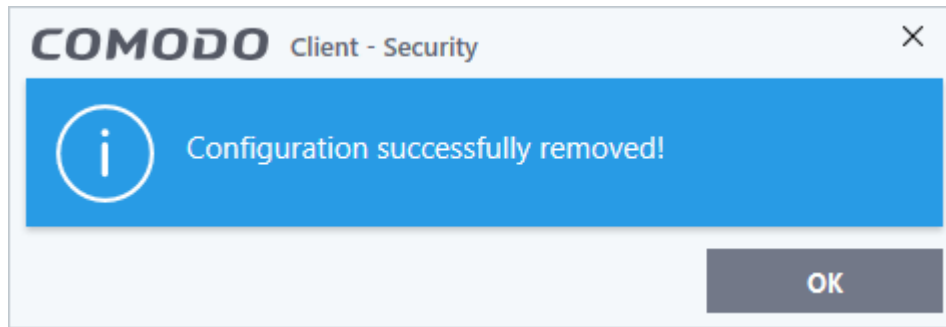 COMODO Client - Security
Configuration successfully removed!
OK